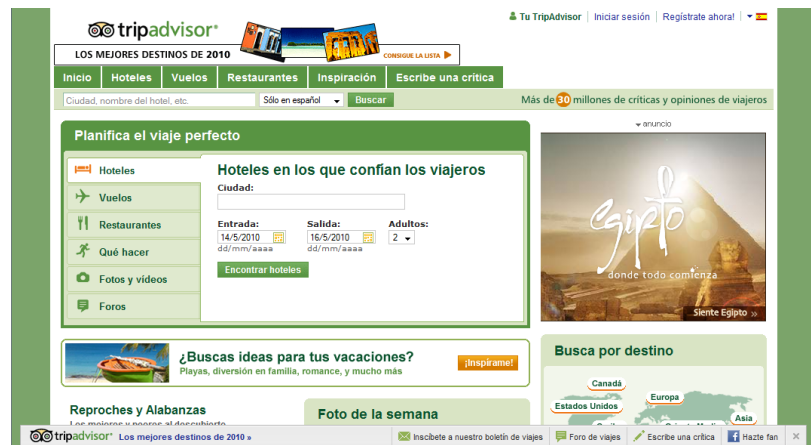 Tu TripAdvisor | Iniciar sesión | Regístrate ahora!
tripadvisor
LOS MEJORES DESTINOS DE 2010
CONSIGUE LA LISTA
Inicio Hoteles Vuelos Restaurantes Inspiración Escribe una crítica
Ciudad, nombre del hotel, etc. Sólo en español Buscar Más de 30 millones de críticas y opiniones de viajeros
Planifica el viaje perfecto
Hoteles
Vuelos
Restaurantes
Qué hacer
Fotos y vídeos
Foros
Hoteles en los que confían los viajeros
Ciudad:
Entrada: Salida: Adultos:
14/5/2010 16/5/2010 2
dd/mm/aaaa dd/mm/aaaa
Encontrar hoteles
anuncio
Egipto
donde todo comienza
Siente Egipto »
¿Buscas ideas para tus vacaciones?
Playas, diversión en familia, romance, y mucho más
¡Inspírame!
Busca por destino
Canadá
Europa
Estados Unidos
Asia
Reproches y Alabanzas
Foto de la semana
tripadvisor Los mejores destinos de 2010 » Inscíbete a nuestro boletín de viajes Foro de viajes Escribe una crítica Hazte fan